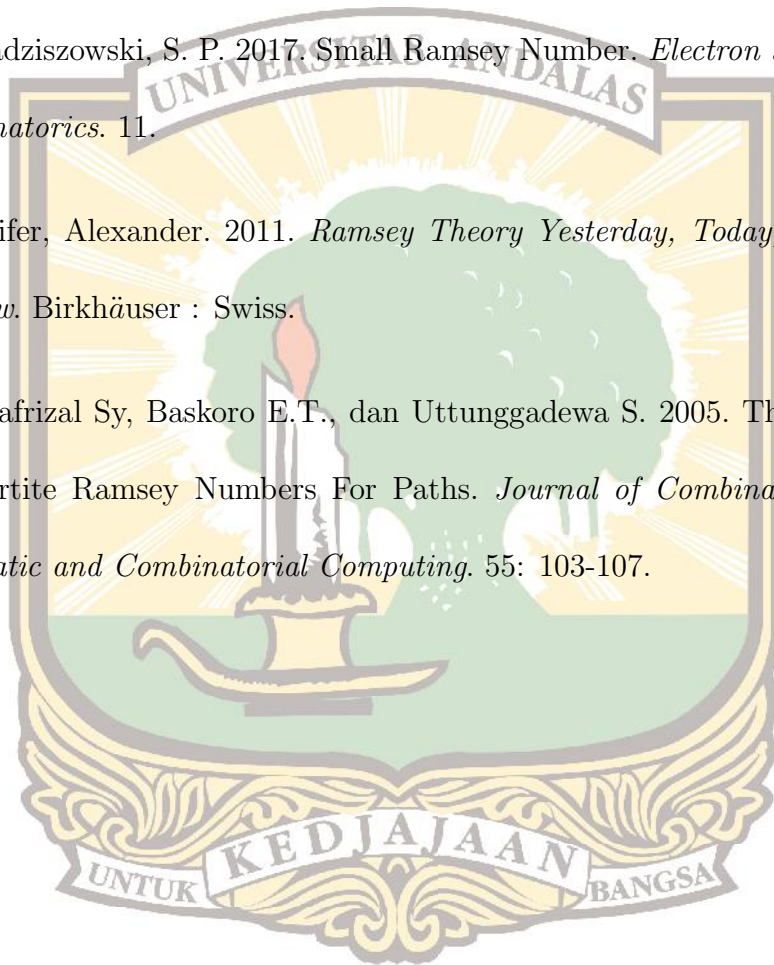 adziszowski, S. P. 2017. Small Ramsey Number. Electron
UNIVERSITAS ANDALAS
natorics. 11.
ifer, Alexander. 2011. Ramsey Theory Yesterday, Today,
w. Birkhäuser : Swiss.
afrizal Sy, Baskoro E.T., dan Uttunggadewa S. 2005. Th
rtite Ramsey Numbers For Paths. Journal of Combina
atic and Combinatorial Computing. 55: 103-107.
UNTUK KEDJAJAAN BANGSA